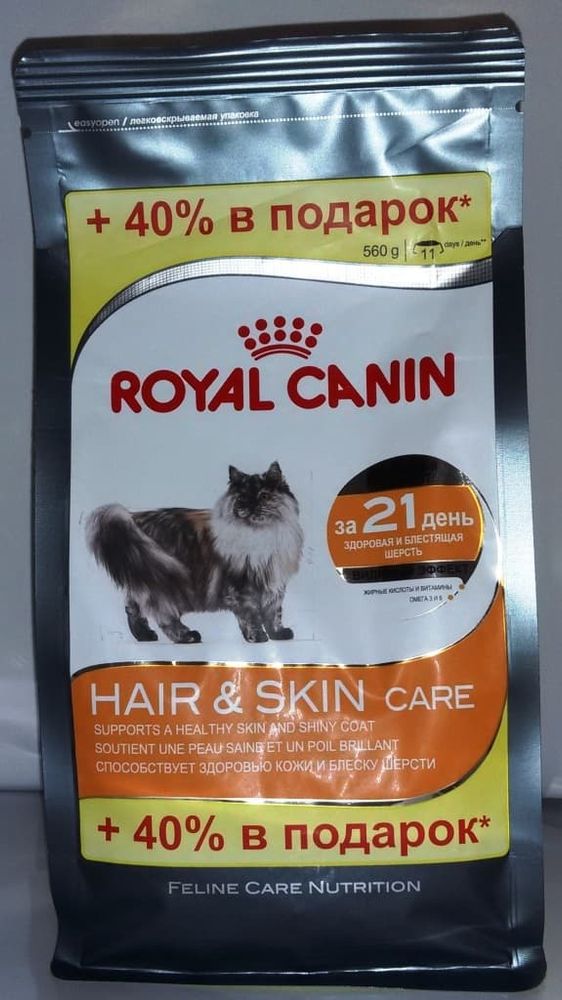 easyopen / легковскрываемая упаковка
+ 40% в подарок*
560 g 11 days / день**
ROYAL CANIN
за 21 день
ЗДОРОВАЯ И БЛЕСТЯЩАЯ
ШЕРСТЬ
ЭФФЕКТ
ЖИРНЫЕ КИСЛОТЫ И ВИТАМИНЫ
ОМЕГА 3 И 6
HAIR & SKIN CARE
SUPPORTS A HEALTHY SKIN AND SHINY COAT
SOUTIENT UNE PEAU SAINE ET UN POIL BRILLANT
СПОСОБСТВУЕТ ЗДОРОВЬЮ КОЖИ И БЛЕСКУ ШЕРСТИ
+ 40% в подарок*
FELINE CARE NUTRITION